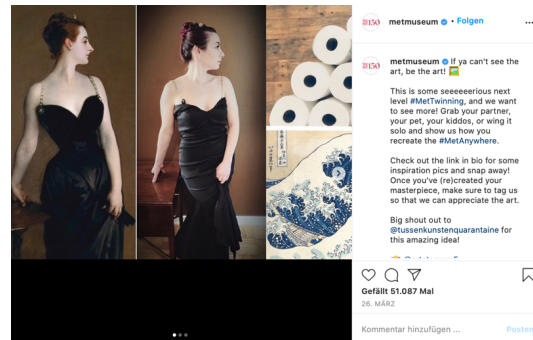 150 metmuseum • Folgen ...
150 metmuseum If ya can't see the
art, be the art!
This is some seeeeeerious next
level #MetTwinning, and we want
to see more! Grab your partner,
your pet, your kiddos, or wing it
solo and show us how you
recreate the #MetAnywhere.
Check out the link in bio for some
inspiration pics and snap away!
Once you've (re)created your
masterpiece, make sure to tag us
so that we can appreciate the art.
Big shout out to
@tussenkunstenquarantaine for
this amazing idea!
Gefällt 51.087 Mal
26. MÄRZ
Kommentar hinzufügen ... Posten